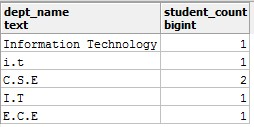 dept_name student_count
text bigint
Information Technology 1
i.t 1
C.S.E 2
I.T 1
E.C.E 1